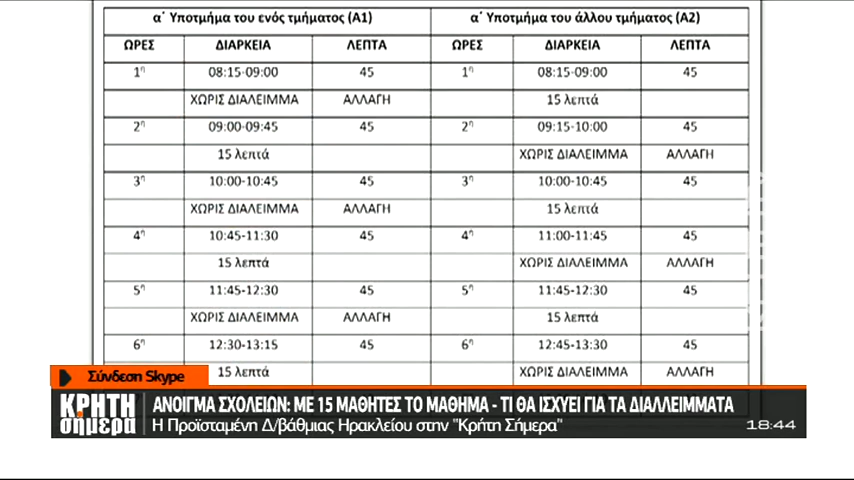 α΄ Υποτμήμα του ενός τμήματος (Α1) α΄ Υποτμήμα του άλλου τμήματος (Α2)
ΩΡΕΣ ΔΙΑΡΚΕΙΑ ΛΕΠΤΑ ΩΡΕΣ ΔΙΑΡΚΕΙΑ ΛΕΠΤΑ
1η 08:15-09:00 45 1η 08:15-09:00 45
ΧΩΡΙΣ ΔΙΑΛΕΙΜΜΑ ΑΛΛΑΓΗ 15 λεπτά
2η 09:00-09:45 45 2η 09:15-10:00 45
15 λεπτά ΧΩΡΙΣ ΔΙΑΛΕΙΜΜΑ ΑΛΛΑΓΗ
3η 10:00-10:45 45 3η 10:00-10:45 45
ΧΩΡΙΣ ΔΙΑΛΕΙΜΜΑ ΑΛΛΑΓΗ 15 λεπτά
4η 10:45-11:30 45 4η 11:00-11:45 45
15 λεπτά ΧΩΡΙΣ ΔΙΑΛΕΙΜΜΑ ΑΛΛΑΓΗ
5η 11:45-12:30 45 5η 11:45-12:30 45
ΧΩΡΙΣ ΔΙΑΛΕΙΜΜΑ ΑΛΛΑΓΗ 15 λεπτά
6η 12:30-13:15 45 6η 12:45-13:30 45
15 λεπτά ΧΩΡΙΣ ΔΙΑΛΕΙΜΜΑ ΑΛΛΑΓΗ
Σύνδεση Skype
ΚΡΗΤΗ σήμερα
ΑΝΟΙΓΜΑ ΣΧΟΛΕΙΩΝ: ΜΕ 15 ΜΑΘΗΤΕΣ ΤΟ ΜΑΘΗΜΑ - ΤΙ ΘΑ ΙΣΧΥΕΙ ΓΙΑ ΤΑ ΔΙΑΛΛΕΙΜΜΑΤΑ
Η Προϊσταμένη Δ/βάθμιας Ηρακλείου στην "Κρήτη Σήμερα" 18:44